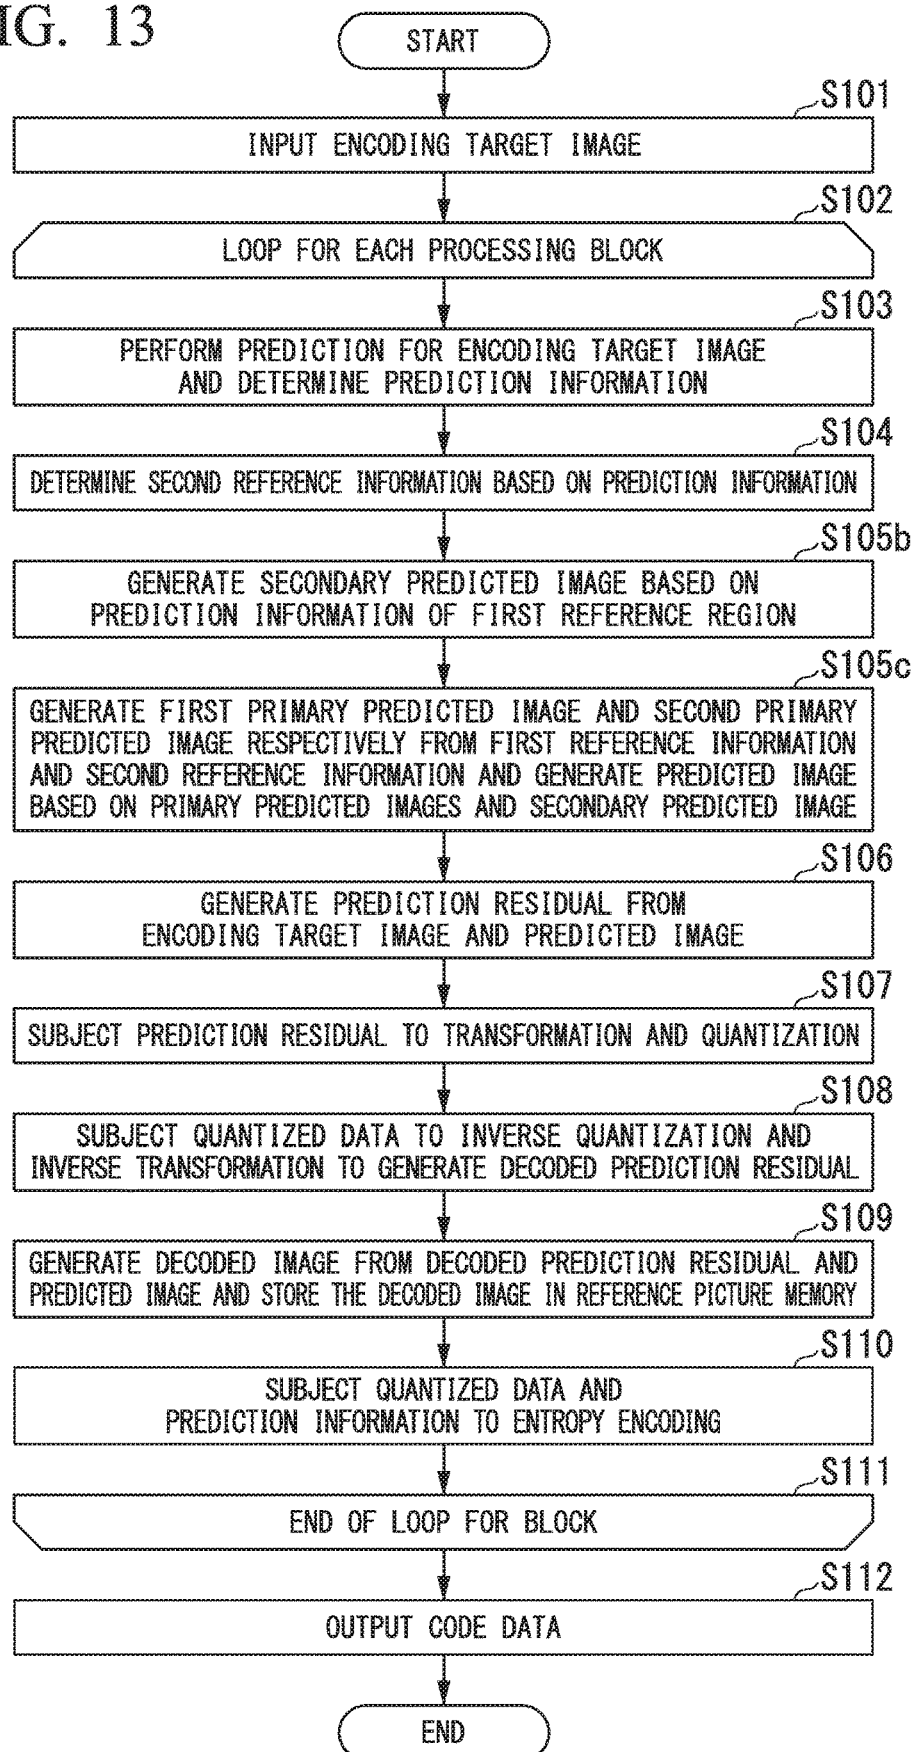 IG. 13
START
S101
INPUT ENCODING TARGET IMAGE
S102
LOOP FOR EACH PROCESSING BLOCK
S103
PERFORM PREDICTION FOR ENCODING TARGET IMAGE
AND DETERMINE PREDICTION INFORMATION
S104
DETERMINE SECOND REFERENCE INFORMATION BASED ON PREDICTION INFORMATION
S105b
GENERATE SECONDARY PREDICTED IMAGE BASED ON
PREDICTION INFORMATION OF FIRST REFERENCE REGION
S105c
GENERATE FIRST PRIMARY PREDICTED IMAGE AND SECOND PRIMARY
PREDICTED IMAGE RESPECTIVELY FROM FIRST REFERENCE INFORMATION
AND SECOND REFERENCE INFORMATION AND GENERATE PREDICTED IMAGE
BASED ON PRIMARY PREDICTED IMAGES AND SECONDARY PREDICTED IMAGE
S106
GENERATE PREDICTION RESIDUAL FROM
ENCODING TARGET IMAGE AND PREDICTED IMAGE
S107
SUBJECT PREDICTION RESIDUAL TO TRANSFORMATION AND QUANTIZATION
S108
SUBJECT QUANTIZED DATA TO INVERSE QUANTIZATION AND
INVERSE TRANSFORMATION TO GENERATE DECODED PREDICTION RESIDUAL
S109
GENERATE DECODED IMAGE FROM DECODED PREDICTION RESIDUAL AND
PREDICTED IMAGE AND STORE THE DECODED IMAGE IN REFERENCE PICTURE MEMORY
S110
SUBJECT QUANTIZED DATA AND
PREDICTION INFORMATION TO ENTROPY ENCODING
S111
END OF LOOP FOR BLOCK
S112
OUTPUT CODE DATA
END